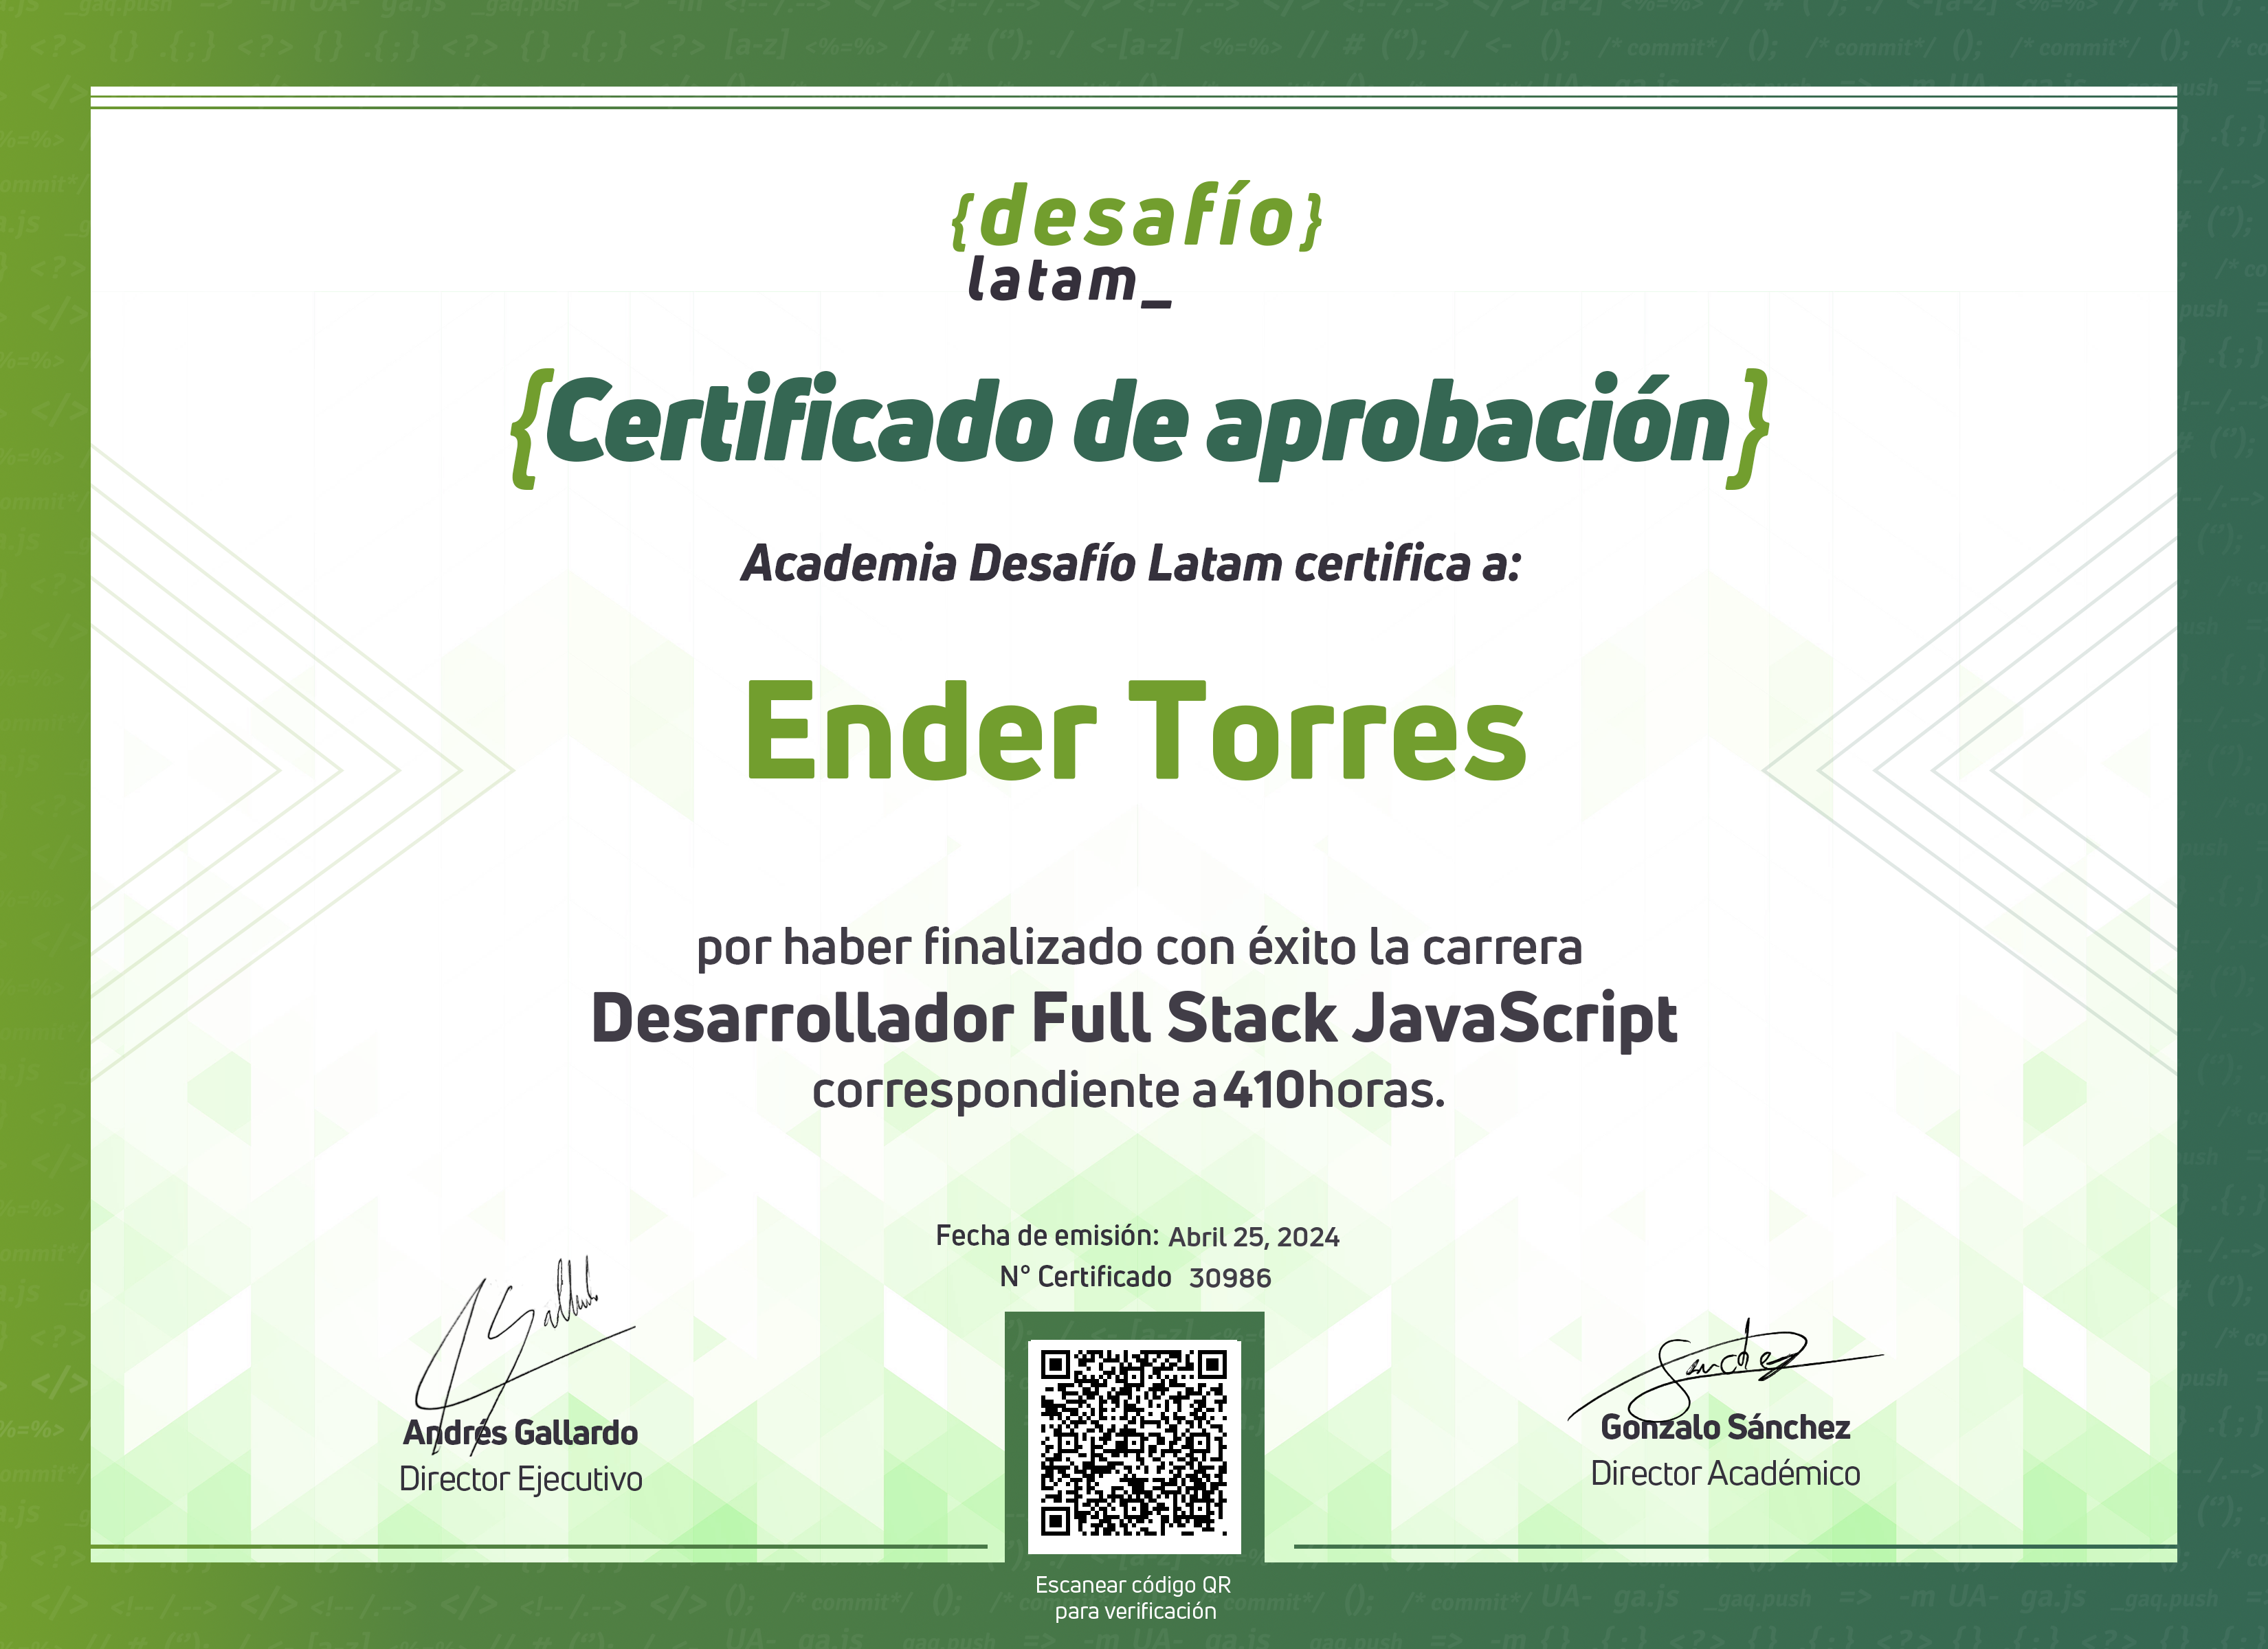 {desafío}
latam_
{Certificado de aprobación}
Academia Desafío Latam certifica a:
Ender Torres
por haber finalizado con éxito la carrera
Desarrollador Full Stack JavaScript
correspondiente a 410 horas.
Fecha de emisión: Abril 25, 2024
N° Certificado 30986
Andrés Gallardo
Director Ejecutivo
Gonzalo Sánchez
Director Académico
Escanear código QR
para verificación